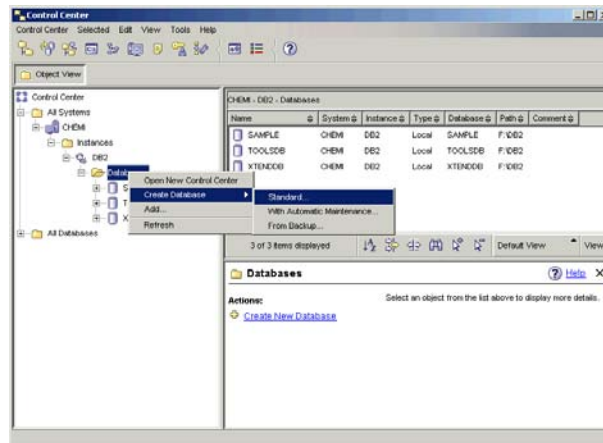 Control Center
Control Center Selected Edit View Tools Help
Object View
Control Center
All Systems
CHEMI
Instances
DB2
Datab
S
T
X
All Databases
Open New Control Center
Create Database
Add...
Refresh
Standard...
With Automatic Maintenance...
From Backup...
CHEMI - DB2 - Databases
Name System Instance Type Database Path Comment
SAMPLE CHEMI DB2 Local SAMPLE F:\DB2
TOOLSDB CHEMI DB2 Local TOOLSDB F:\DB2
XTENDDB CHEMI DB2 Local XTENDDB F:\DB2
3 of 3 items displayed Default View View
Databases Help
Actions: Select an object from the list above to display more details.
Create New Database